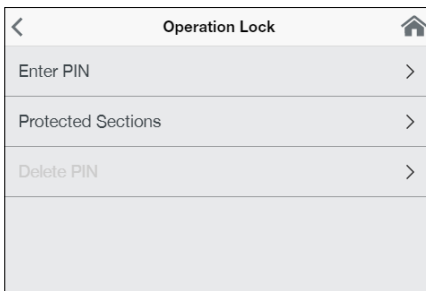 Operation Lock
Enter PIN
Protected Sections
Delete PIN